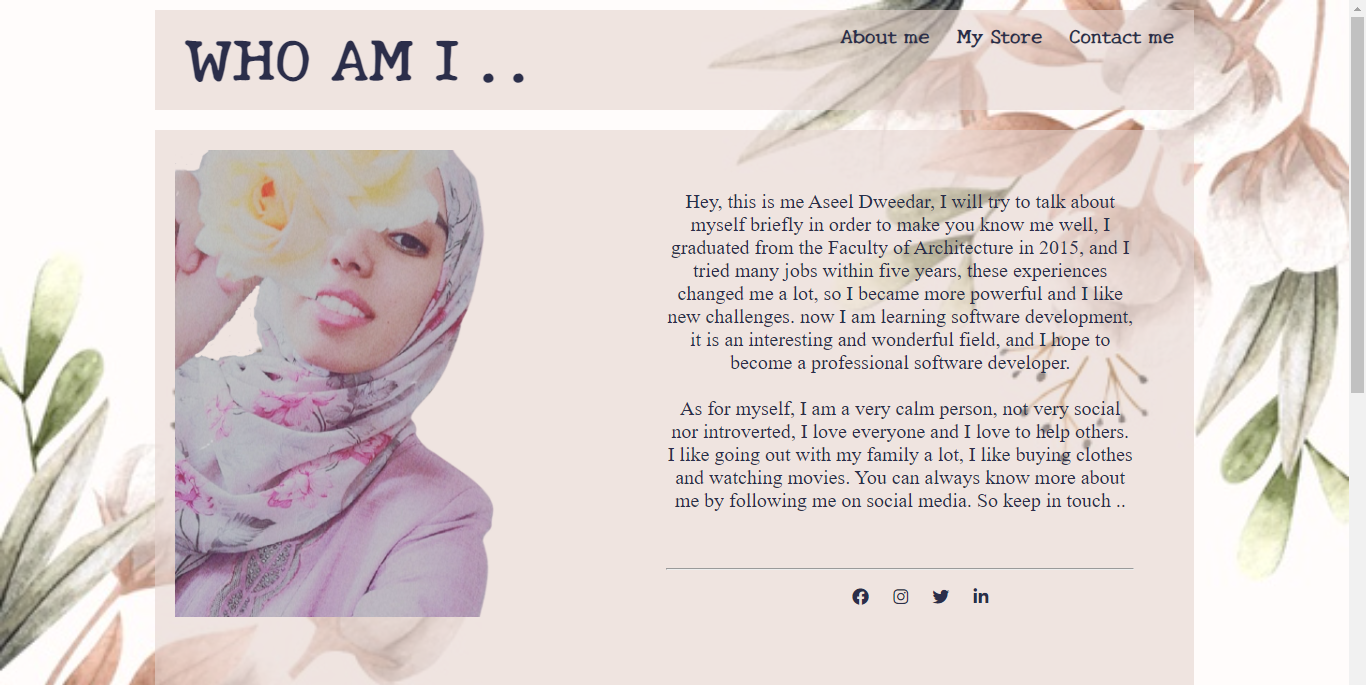 WHO AM I . .
About me My Store Contact me
Hey, this is me Aseel Dweedar, I will try to talk about
myself briefly in order to make you know me well, I
graduated from the Faculty of Architecture in 2015, and I
tried many jobs within five years, these experiences
changed me a lot, so I became more powerful and I like
new challenges. now I am learning software development,
it is an interesting and wonderful field, and I hope to
become a professional software developer.
As for myself, I am a very calm person, not very social
nor introverted, I love everyone and I love to help others.
I like going out with my family a lot, I like buying clothes
and watching movies. You can always know more about
me by following me on social media. So keep in touch ..